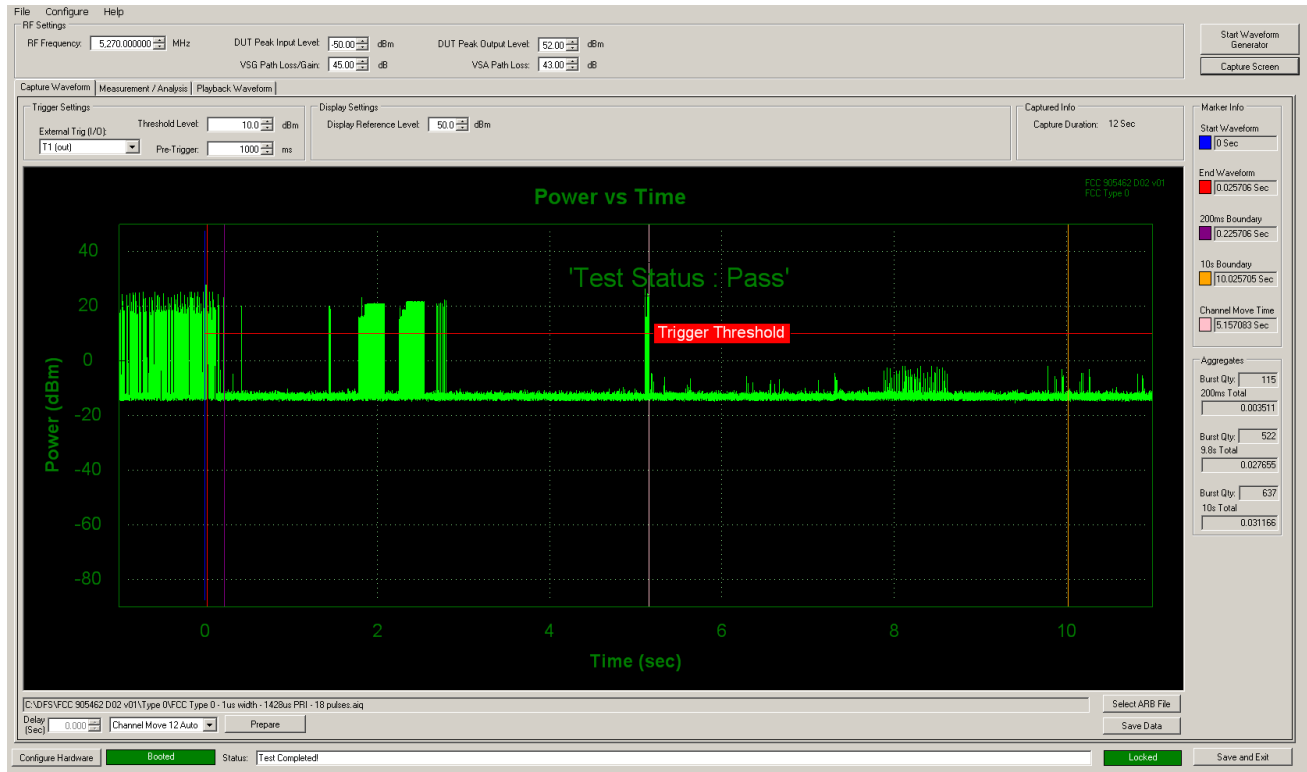 File Configure Help
RF Settings
RF Frequency: 5,270.000000 MHz DUT Peak Input Level: -50.00 dBm DUT Peak Output Level: 52.00 dBm
VSG Path Loss/Gain: 45.00 dB VSA Path Loss: 43.00 dB
Start Waveform
Generator
Capture Screen
Capture Waveform Measurement / Analysis Playback Waveform
Trigger Settings
External Trig (I/O):
T1 (out)
Threshold Level: 10.0 dBm
Pre-Trigger: 1000 ms
Display Settings
Display Reference Level: 50.0 dBm
Captured Info
Capture Duration: 12 Sec
Marker Info
Start Waveform
0 Sec
End Waveform
0.025706 Sec
200ms Boundary
0.225706 Sec
10s Boundary
10.025705 Sec
Channel Move Time
5.157083 Sec
Aggregates
Burst Qty: 115
200ms Total
0.003511
Burst Qty: 522
9.8s Total
0.027655
Burst Qty: 637
10s Total
0.031166
Power vs Time
FCC 905462 D02 v01
FCC Type 0
'Test Status : Pass'
Trigger Threshold
Power (dBm)
40
20
0
-20
-40
-60
-80
0 2 4 6 8 10
Time (sec)
C:\DFS\FCC 905462 D02 v01\Type 0\FCC Type 0 - 1us width - 1428us PRI - 18 pulses.aiq
Select ARB File
Delay
(Sec) 0.000 Channel Move 12 Auto Prepare
Save Data
Configure Hardware Booted Status: Test Completed! Locked Save and Exit